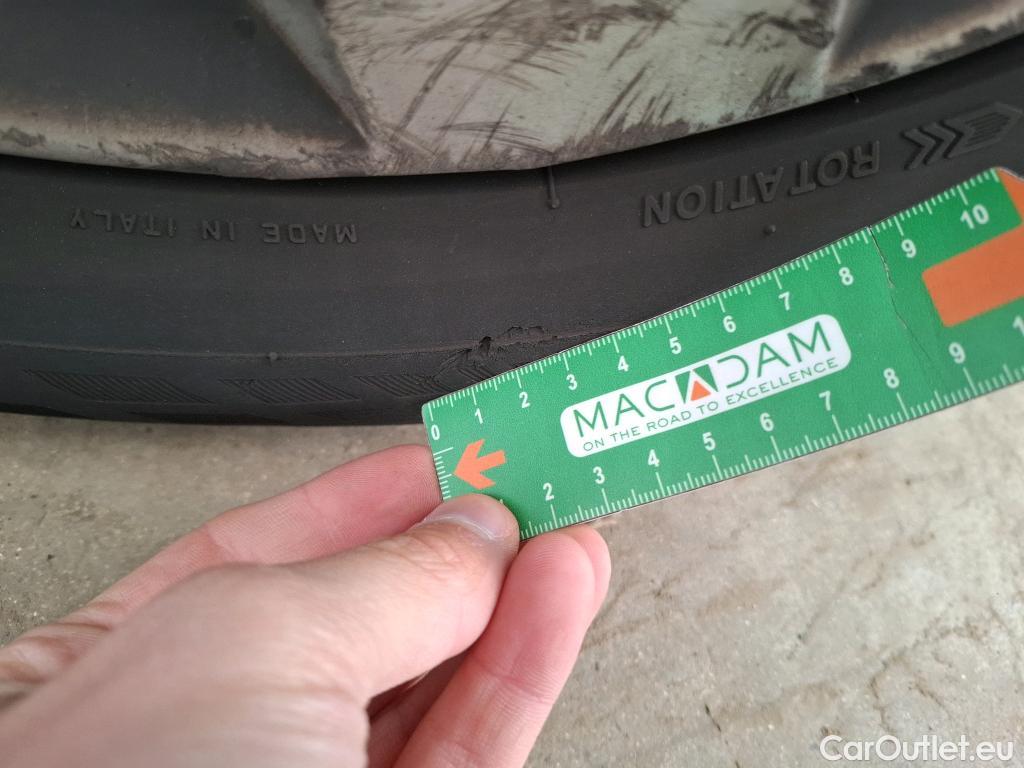 ROTATION
MADE IN ITALY
0 1 2 3 4 5 6 7 8 9 10
MACADAM
ON THE ROAD TO EXCELLENCE
2 3 4 5 6 7 8 9
CarOutlet.eu